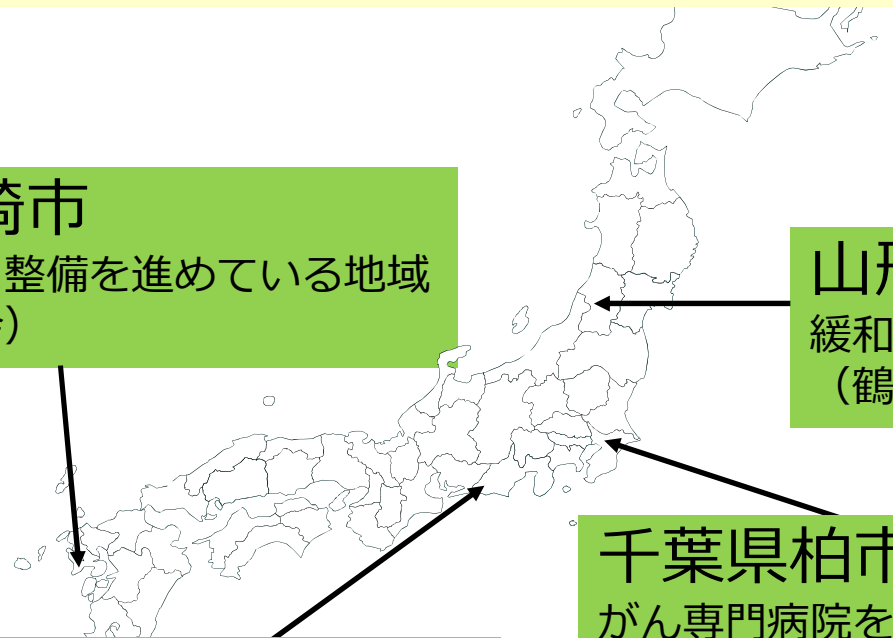 崎市
整備を進めている地域
)
山形
緩和
（鶴
千葉県柏市
がん専門病院を